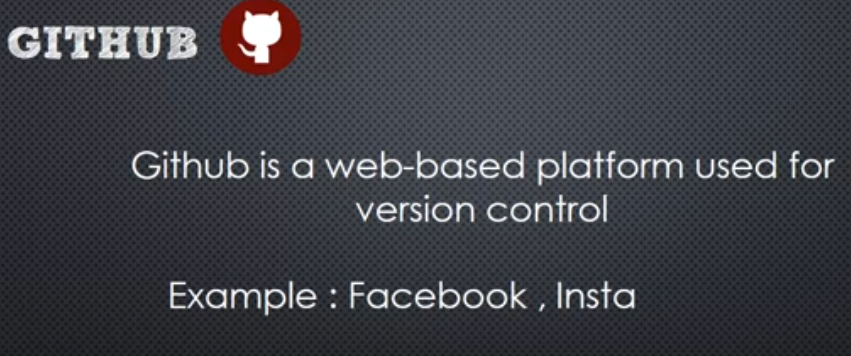 GITHUB
Github is a web-based platform used for
version control
Example : Facebook , Insta